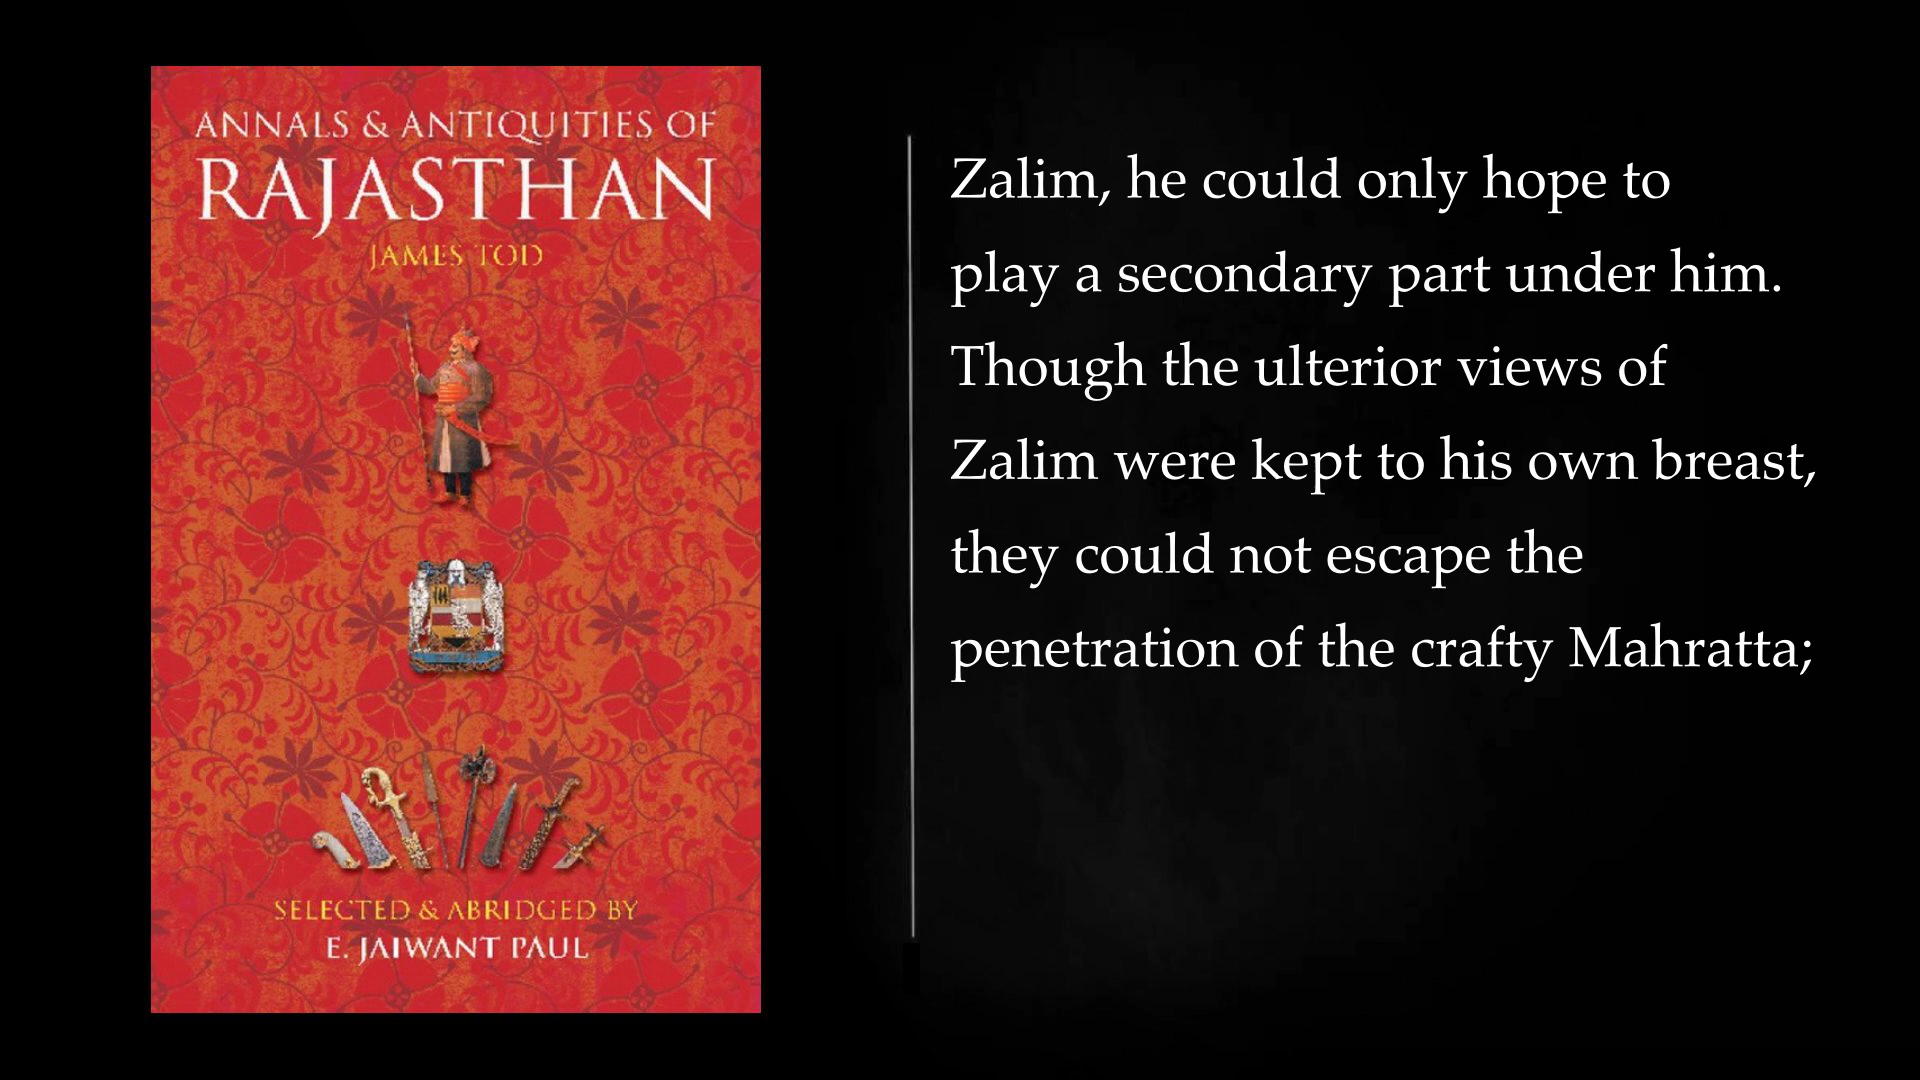 ANNALS & ANTIQUITIES OF
RAJASTHAN
JAMES TOD
SELECTED & ABRIDGED BY
E. JAIWANT PAUL
Zalim, he could only hope to
play a secondary part under him.
Though the ulterior views of
Zalim were kept to his own breast,
they could not escape the
penetration of the crafty Mahratta;